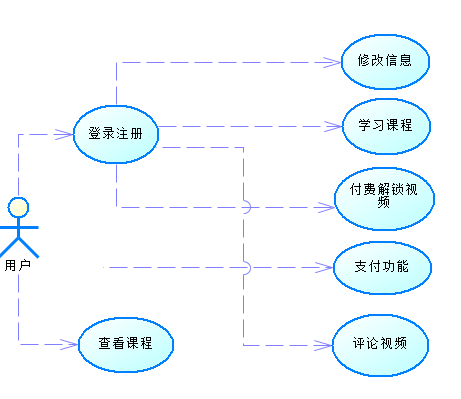 修改信息
学习课程
登录注册
付费解锁视
频
用户
支付功能
查看课程
评论视频